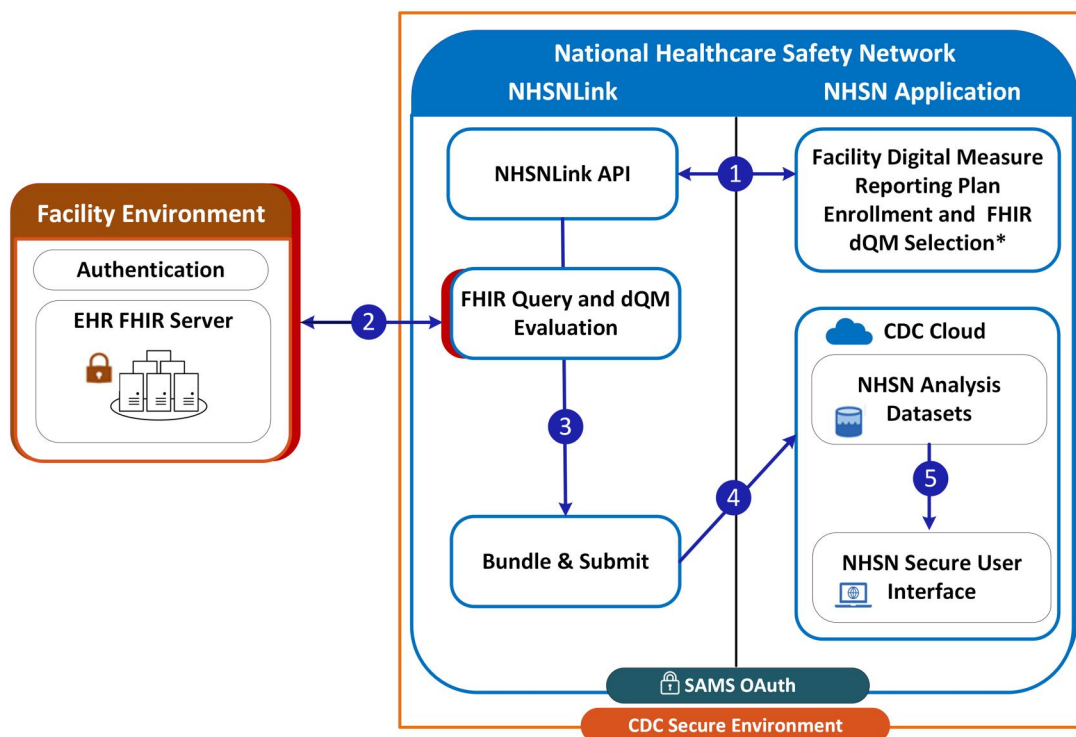 National Healthcare Safety Network
NHSNLink
NHSN Application
NHSNLink API
1
Facility Digital Measure
Reporting Plan
Enrollment and FHIR
dQM Selection*
Facility Environment
Authentication
EHR FHIR Server
2
FHIR Query and dQM
Evaluation
3
Bundle & Submit
4
CDC Cloud
NHSN Analysis
Datasets
5
NHSN Secure User
Interface
SAMS OAuth
CDC Secure Environment